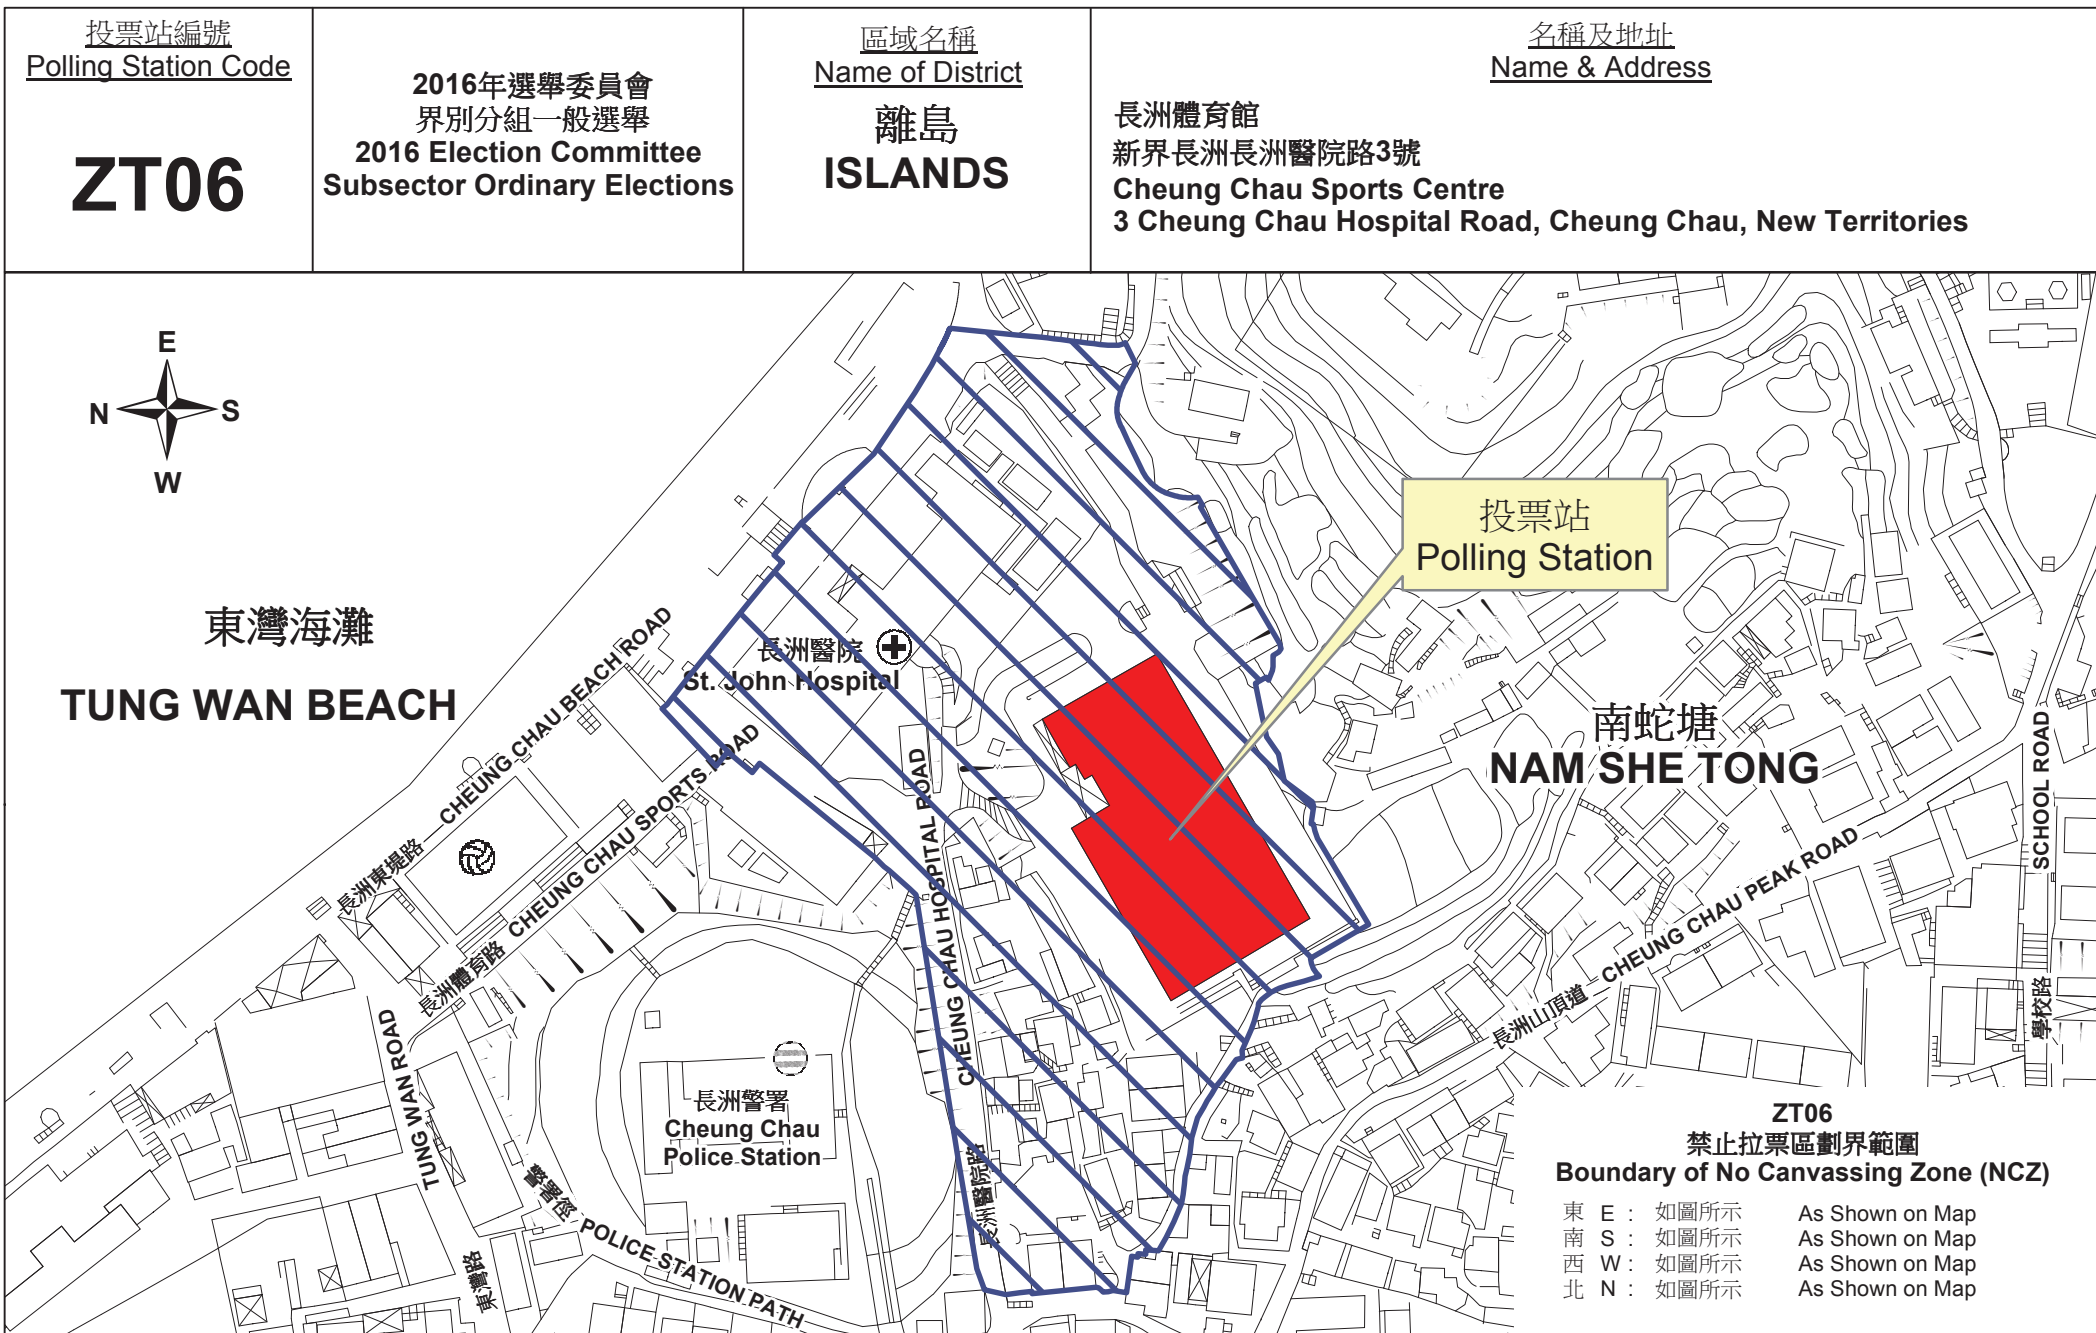 投票站編號
Polling Station Code
ZT06
2016年選舉委員會
界別分組一般選舉
2016 Election Committee
Subsector Ordinary Elections
區域名稱
Name of District
離島
ISLANDS
名稱及地址
Name & Address
長洲體育館
新界長洲長洲醫院路3號
Cheung Chau Sports Centre
3 Cheung Chau Hospital Road, Cheung Chau, New Territories
E
N
S
W
投票站
Polling Station
東灣海灘
TUNG WAN BEACH
長洲醫院
St. John Hospital
南蛇塘
NAM SHE TONG
長洲東堤路 CHEUNG CHAU BEACH ROAD
長洲體育路 CHEUNG CHAU SPORTS ROAD
CHEUNG CHAU HOSPITAL ROAD
長洲醫院路
長洲山頂道 CHEUNG CHAU PEAK ROAD
SCHOOL ROAD
學校路
TUNG WAN ROAD
東灣路
長洲警署
Cheung Chau
Police Station
警署徑 POLICE STATION PATH
ZT06
禁止拉票區劃界範圍
Boundary of No Canvassing Zone (NCZ)
東 E : 如圖所示 As Shown on Map
南 S : 如圖所示 As Shown on Map
西 W : 如圖所示 As Shown on Map
北 N : 如圖所示 As Shown on Map